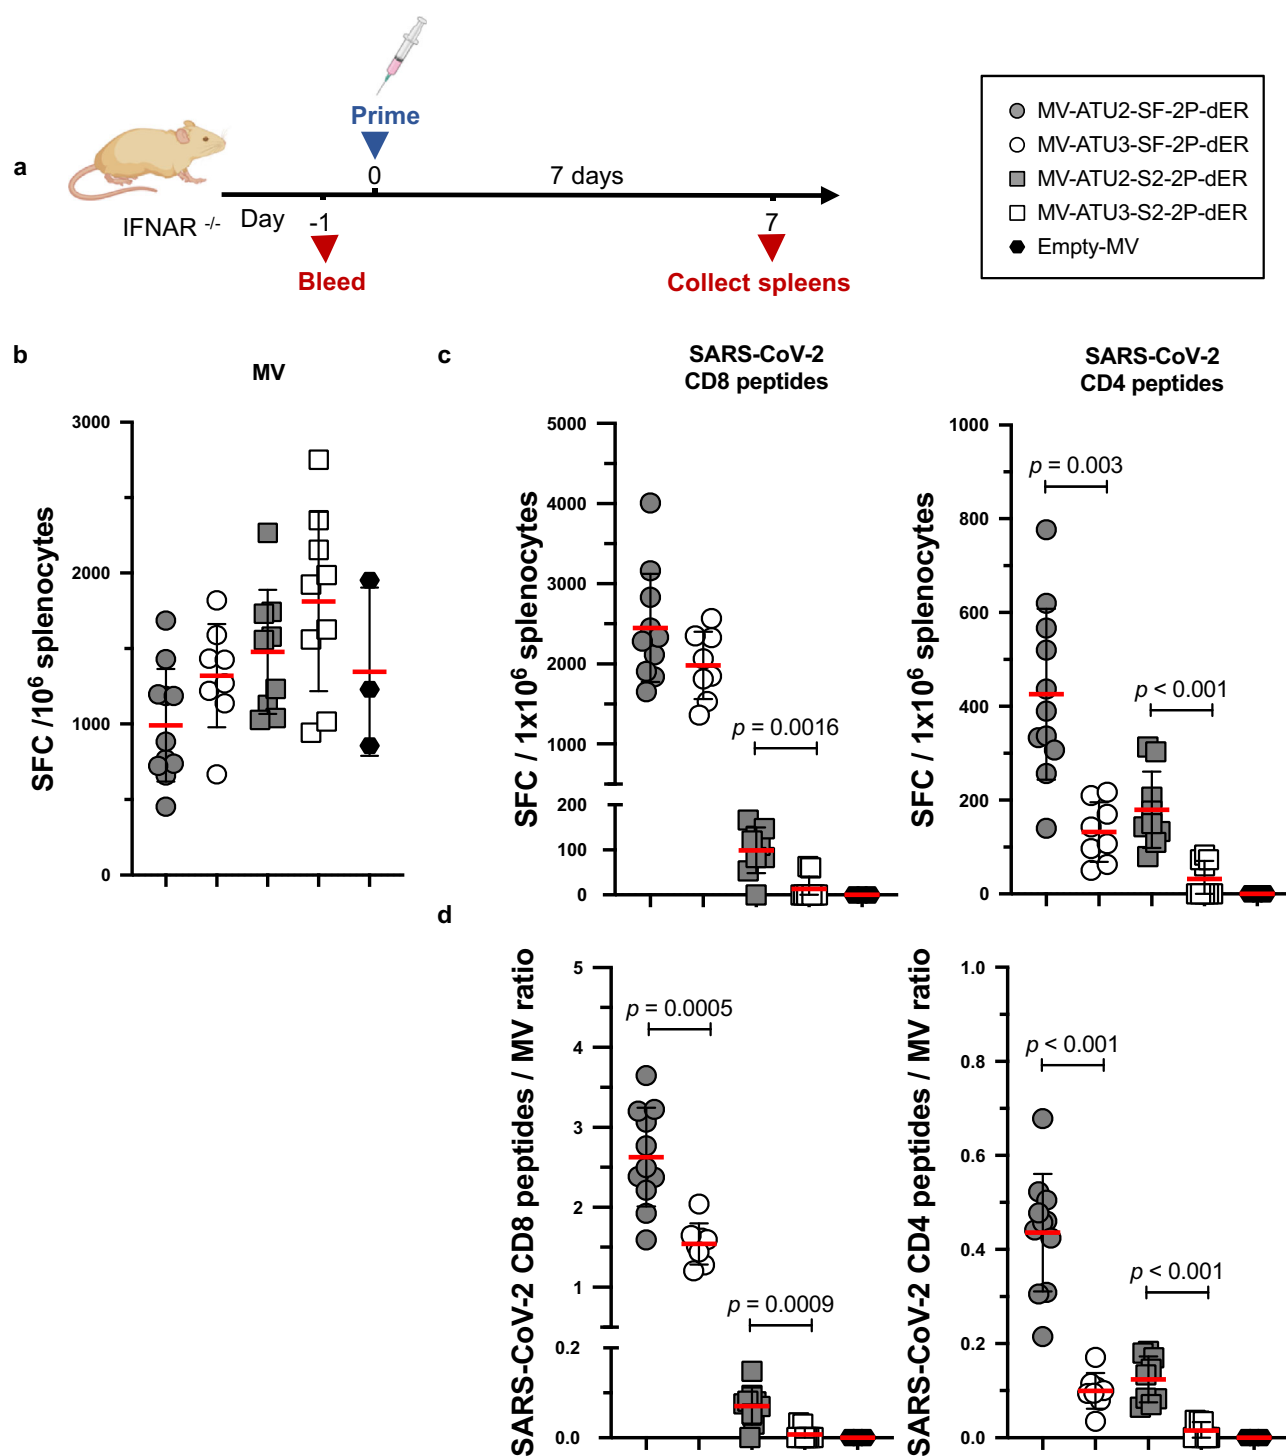 a
Prime
0
7 days
IFNAR -/-
Day
-1
7
Bleed
Collect spleens
MV-ATU2-SF-2P-dER
MV-ATU3-SF-2P-dER
MV-ATU2-S2-2P-dER
MV-ATU3-S2-2P-dER
Empty-MV
b
MV
SFC /10⁶ splenocytes
3000
2000
1000
0
c
SARS-CoV-2
CD8 peptides
SFC / 1x10⁶ splenocytes
5000
4000
3000
2000
1000
200
100
0
p = 0.0016
SARS-CoV-2
CD4 peptides
SFC / 1x10⁶ splenocytes
1000
800
600
400
200
0
p = 0.003
p < 0.001
d
SARS-CoV-2 CD8 peptides / MV ratio
5
4
3
2
1
0.2
0.0
p = 0.0005
p = 0.0009
SARS-CoV-2 CD4 peptides / MV ratio
1.0
0.8
0.6
0.4
0.2
0.0
p < 0.001
p < 0.001